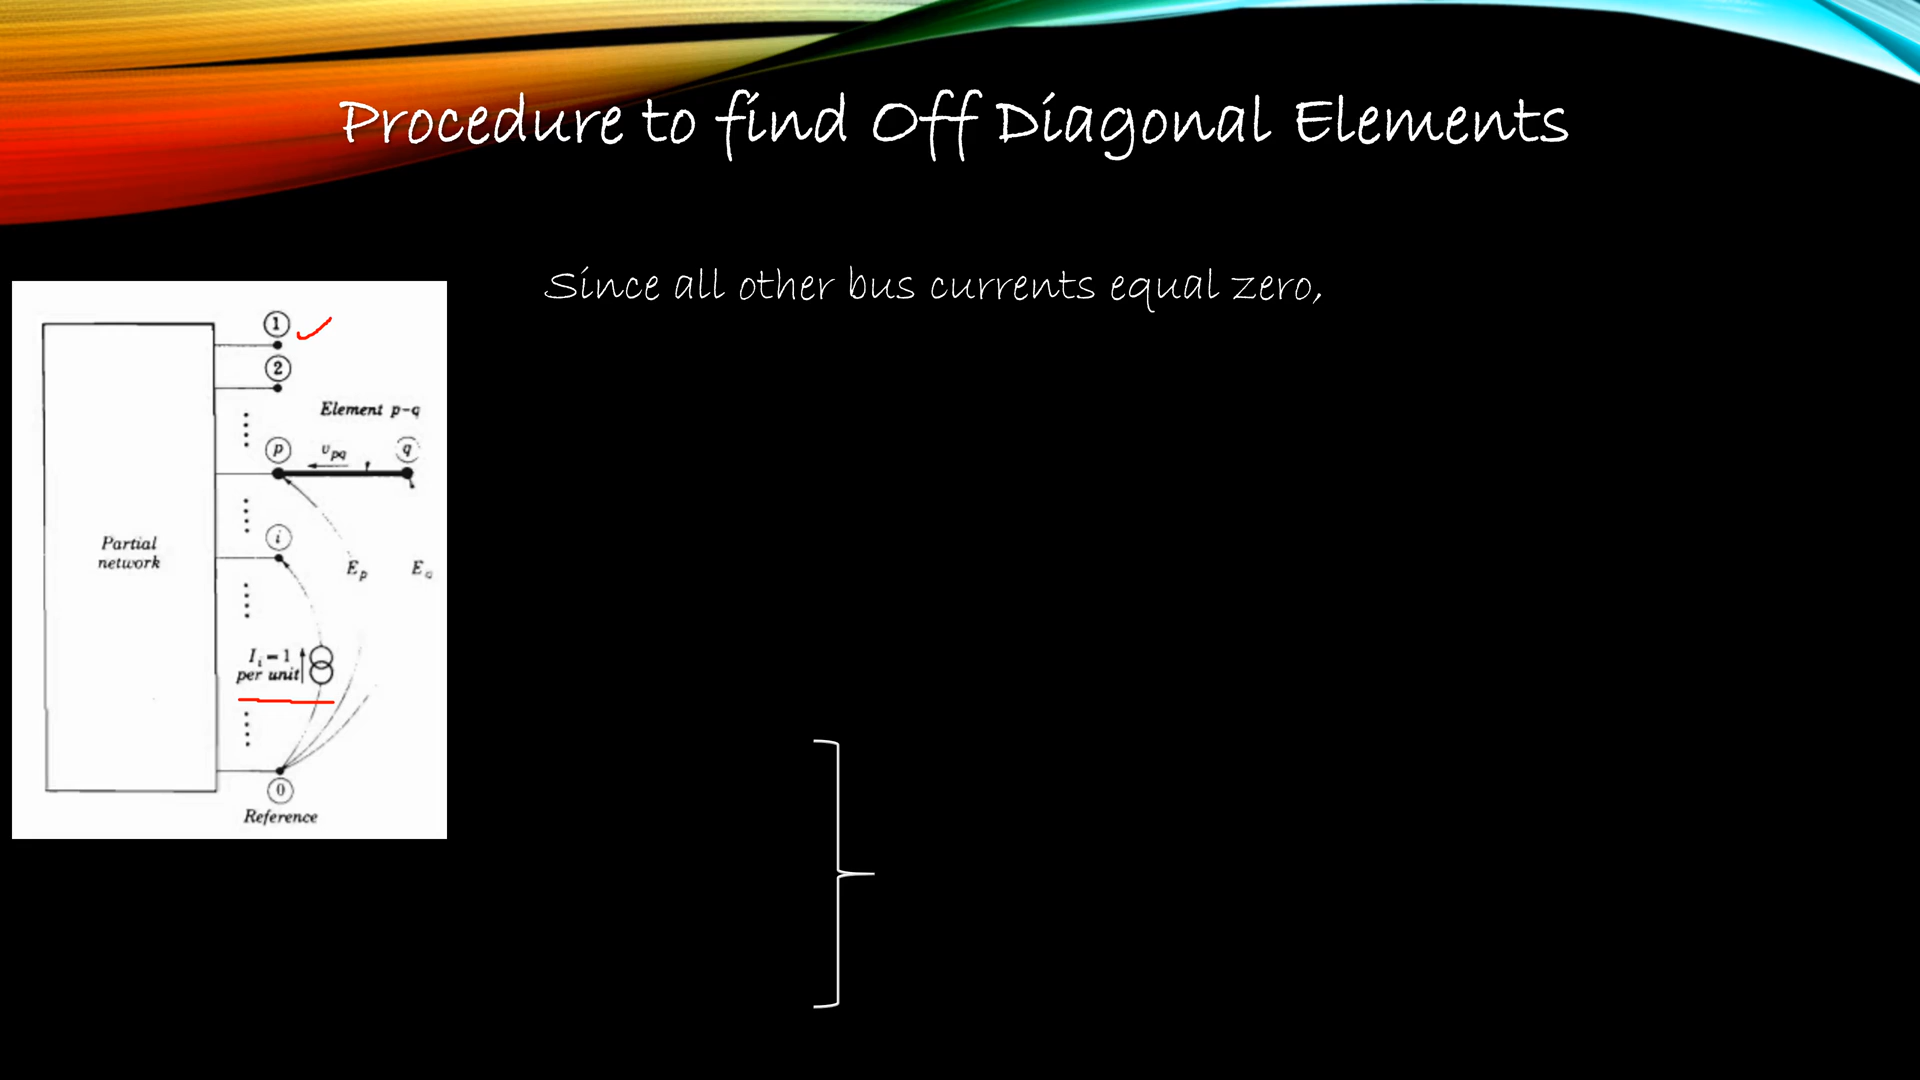 Procedure to find Off Diagonal Elements
Since all other bus currents equal zero,
1
2
Element p-q
p
v_pq
q
i
Partial
network
E_p
E_q
I_i = 1
per unit
0
Reference